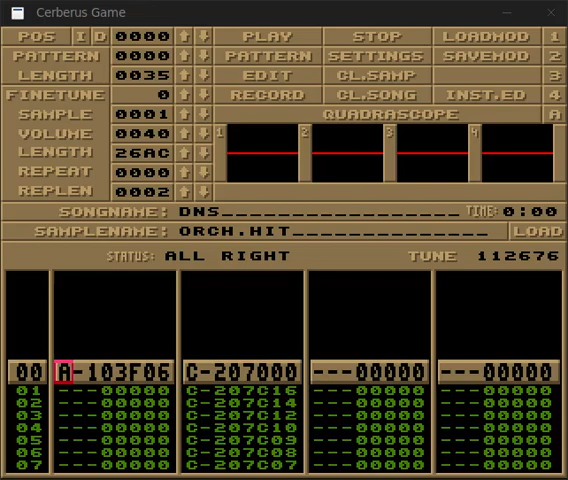 Cerberus Game
POS I D 0000 PLAY STOP LOADMOD 1
PATTERN 0000 PATTERN SETTINGS SAVEMOD 2
LENGTH 0035 EDIT CL.SAMP 3
FINETUNE 0 RECORD CL.SONG INST.ED 4
SAMPLE 0001 QUADRASCOPE A
VOLUME 0040 1 2 3 4
LENGTH 26AC
REPEAT 0000
REPLEN 0002
SONGNAME: DNS___________________ TIME: 0:00
SAMPLENAME: ORCH.HIT______________ LOAD
STATUS: ALL RIGHT TUNE 112676
00 A-103F06 C-207000 ---00000 ---00000
01 ---00000 C-207C16 ---00000 ---00000
02 ---00000 C-207C14 ---00000 ---00000
03 ---00000 C-207C12 ---00000 ---00000
04 ---00000 C-207C10 ---00000 ---00000
05 ---00000 C-207C09 ---00000 ---00000
06 ---00000 C-207C08 ---00000 ---00000
07 ---00000 C-207C07 ---00000 ---00000